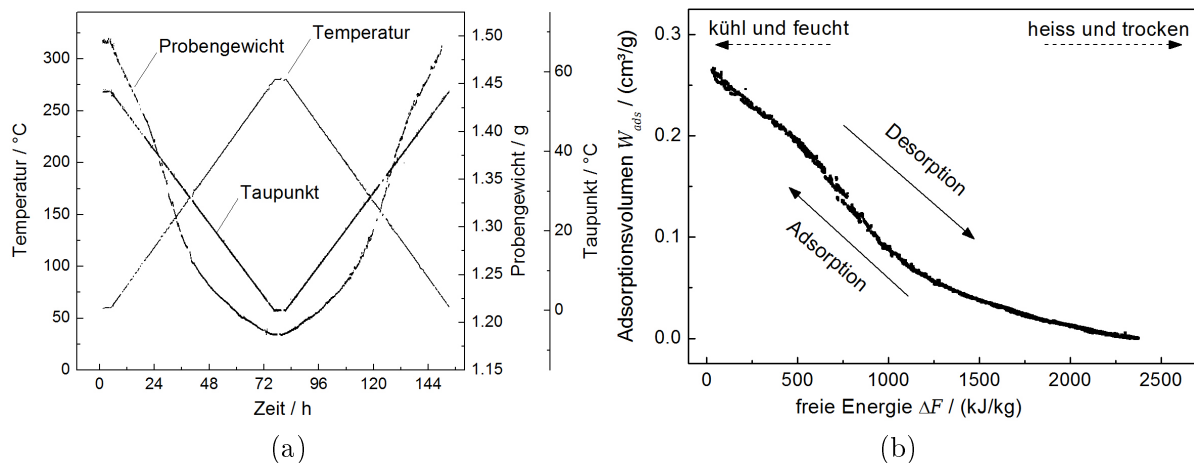 Temperatur / °C
0
50
100
150
200
250
300
Probengewicht
Temperatur
Taupunkt
0
24
48
72
96
120
144
Zeit / h
1.15
1.20
1.25
1.30
1.35
1.40
1.45
1.50
Probengewicht / g
0
20
40
60
Taupunkt / °C
(a)
Adsorptionsvolumen W_ads / (cm³/g)
0.0
0.1
0.2
0.3
kühl und feucht
heiss und trocken
Desorption
Adsorption
0
500
1000
1500
2000
2500
freie Energie ΔF / (kJ/kg)
(b)